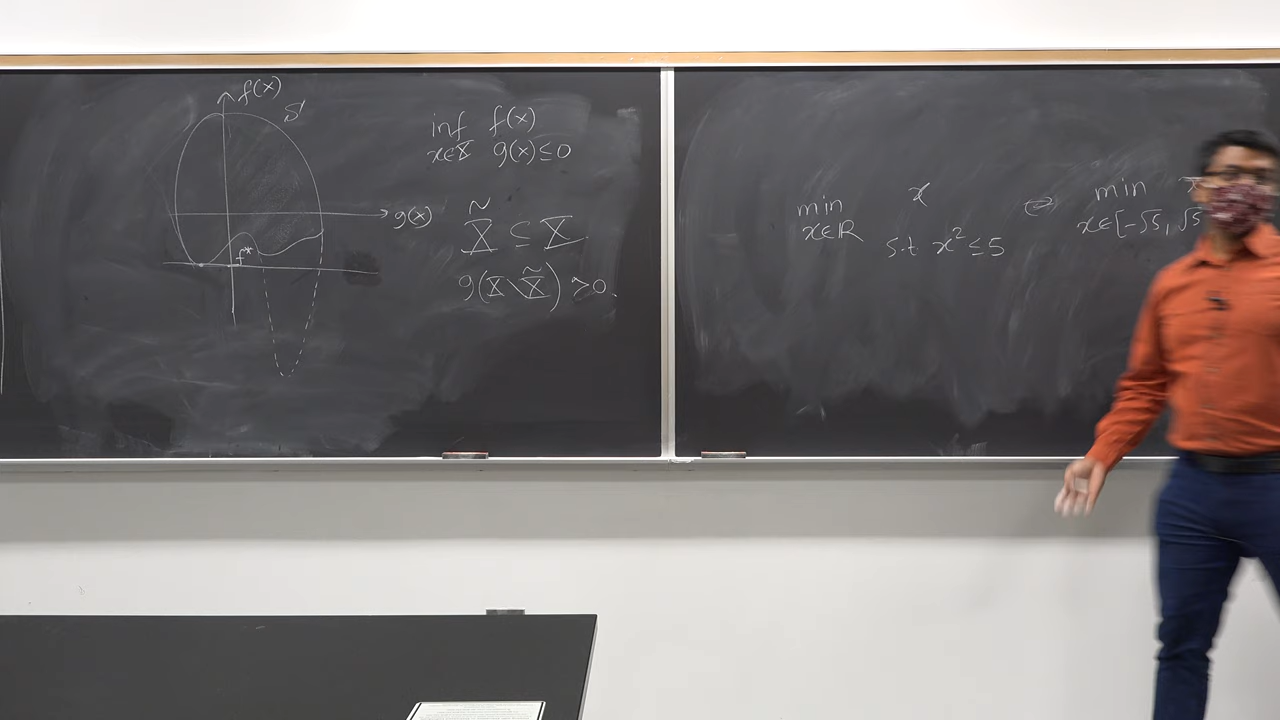 f(x)
S
g(x)
f*
inf f(x)
x∈X g(x)≤0
X̃ ⊆ X
g(X\X̃) >0.
min x
x∈ℝ s.t x²≤5
⇔
min x
x∈[-√5, √5